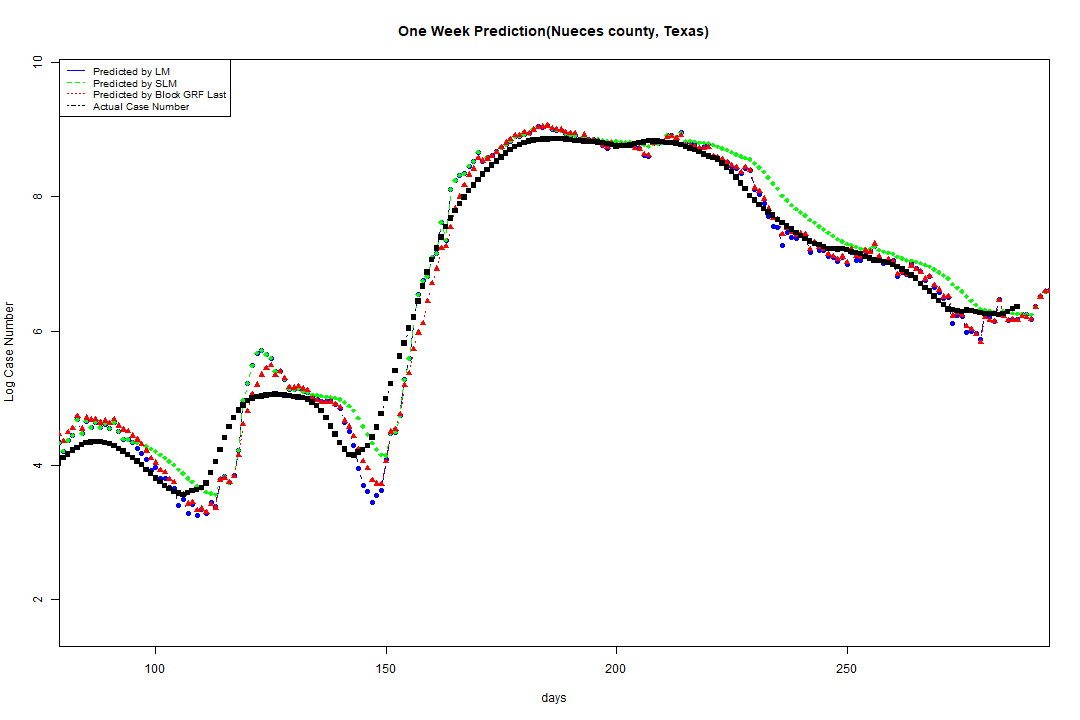 One Week Prediction(Nueces county, Texas)
Predicted by LM
Predicted by SLM
Predicted by Block GRF Last
Actual Case Number
Log Case Number
10
8
6
4
2
100
150
200
250
days